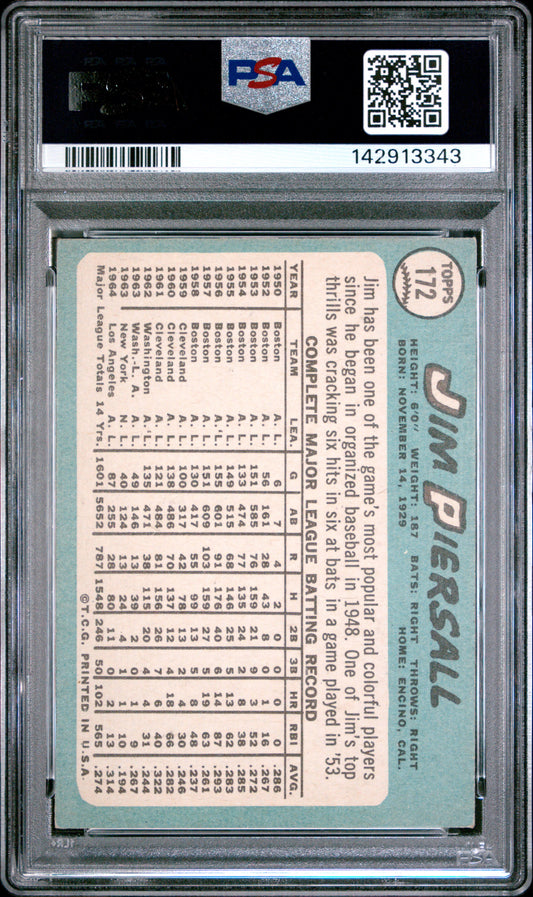 PSA
142913343
TOPPS
172
JIM PIERSALL
HEIGHT: 6'0" WEIGHT: 187 BATS: RIGHT THROWS: RIGHT
BORN: NOVEMBER 14, 1929 HOME: ENCINO, CAL.
Jim has been one of the game's most popular and colorful players
since he began in organized baseball in 1948. One of Jim's top
thrills was cracking six hits in six at bats in a game played in '53.
COMPLETE MAJOR LEAGUE BATTING RECORD
YEAR TEAM LEA. G AB R H 2B 3B HR RBI AVG.
1950 Boston A. L. 6 7 4 2 0 0 0 0 .286
1952 Boston A. L. 56 161 28 43 8 0 1 16 .267
1953 Boston A. L. 151 585 76 159 21 9 3 52 .272
1954 Boston A. L. 133 474 77 135 24 2 8 38 .285
1955 Boston A. L. 149 515 68 146 25 5 13 62 .283
1956 Boston A. L. 155 601 91 176 40 6 14 87 .293
1957 Boston A. L. 151 609 103 159 27 5 19 63 .261
1958 Boston A. L. 130 417 55 99 13 5 8 48 .237
1959 Cleveland A. L. 100 317 42 78 13 2 4 30 .246
1960 Cleveland A. L. 138 486 70 137 12 4 18 66 .282
1961 Cleveland A. L. 121 484 81 156 26 7 6 40 .322
1962 Washington A. L. 135 471 38 115 20 4 4 31 .244
1963 Wash.-L. A. A. L. 49 146 13 39 1 9 .267
1963 New York N. L. 40 124 13 24 4 1 1 10 .194
1964 Los Angeles A. L. 87 255 28 80 11 0 2 13 .314
Major League Totals 14 Yrs. 1601 5652 787 1548 246 50 102 565 .274
©T.C.G. PRINTED IN U.S.A.